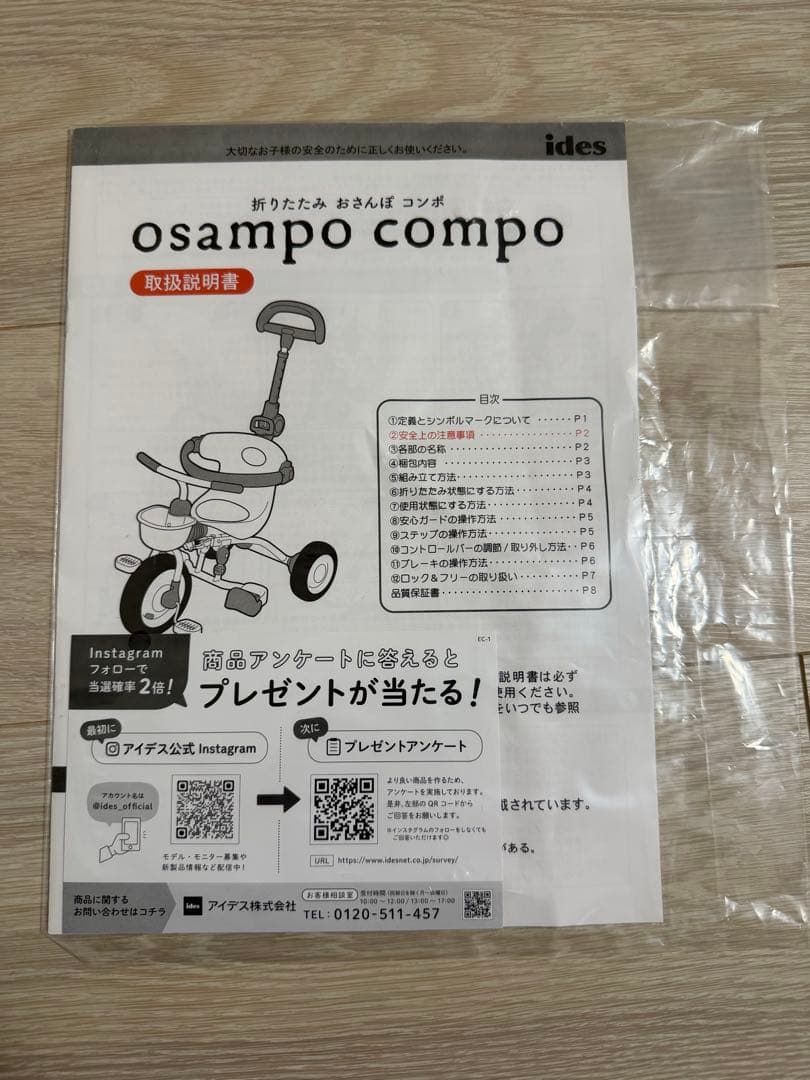 大切なお子様の安全のために正しくお使いください。
ides
折りたたみ おさんぽ コンポ
osampo compo
取扱説明書
目次
①定義とシンボルマークについて ・・・・・・P1
②安全上の注意事項 ・・・・・・・・・・・・・・・・P2
③各部の名称・・・・・・・・・・・・・・・・・・・・P2
④梱包内容 ・・・・・・・・・・・・・・・・・・・・・P3
⑤組み立て方法・・・・・・・・・・・・・・・・・・・P3
⑥折りたたみ状態にする方法・・・・・・・・・P4
⑦使用状態にする方法・・・・・・・・・・・・・・P4
⑧安心ガードの操作方法・・・・・・・・・・・・P5
⑨ステップの操作方法・・・・・・・・・・・・・・P5
⑩コントロールバーの調節/取り外し方法・・P6
⑪ブレーキの操作方法・・・・・・・・・・・・・・P6
⑫ロック&フリーの取り扱い・・・・・・・・・P7
品質保証書・・・・・・・・・・・・・・・・・・・・・・P8
説明書は必ず
使用ください。
をいつでも参照
載されています。
がある。
EC-1
Instagram
フォローで
当選確率2倍!
商品アンケートに答えると
プレゼントが当たる!
最初に
アイデス公式 Instagram
アカウント名は
@ides_official
モデル・モニター募集や
新製品情報など配信中!
次に
プレゼントアンケート
より良い商品を作るため、
アンケートを実施しております。
是非、左部のQRコードから
ご回答をお願いします。
※インスタグラムのフォローをしなくても
ご回答いただけます◎
URL https://www.idesnet.co.jp/survey/
商品に関する
お問い合わせはコチラ
ides アイデス株式会社
お客様相談室 受付時間(祝祭日を除く月〜金曜日)
10:00〜12:00/13:00〜17:00
TEL:0120-511-457